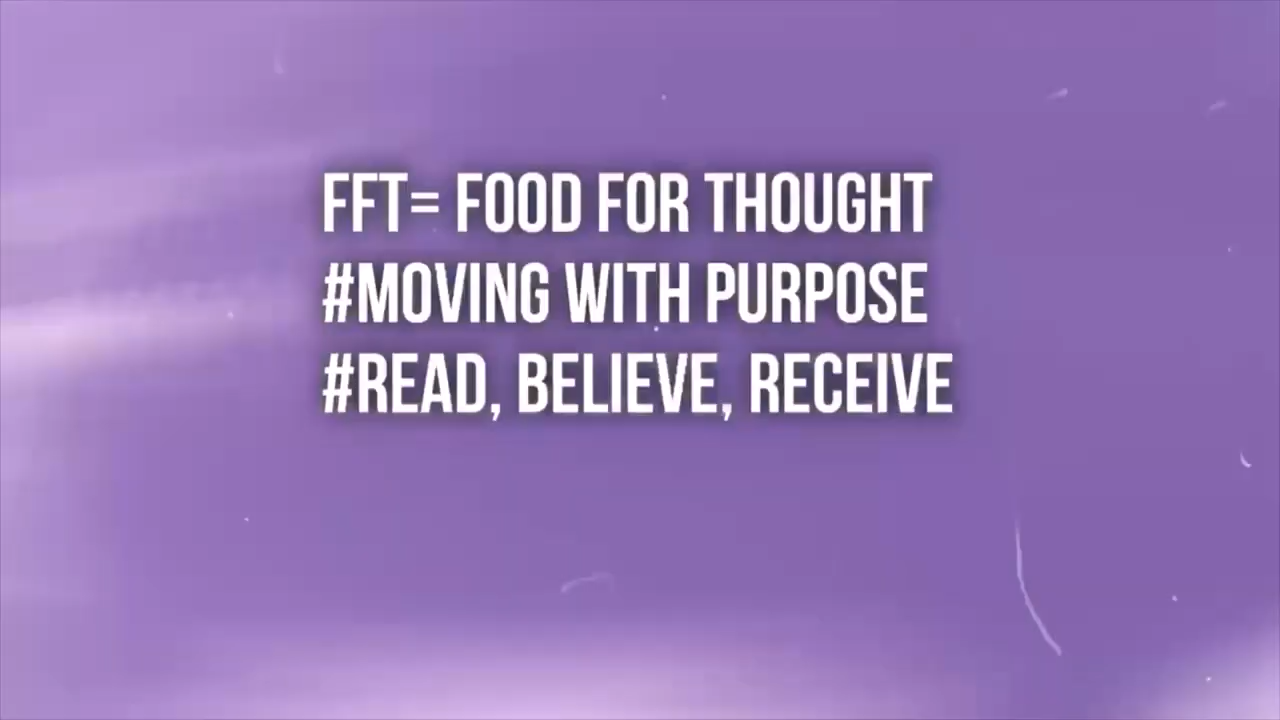 FFT= FOOD FOR THOUGHT
#MOVING WITH PURPOSE
#READ, BELIEVE, RECEIVE